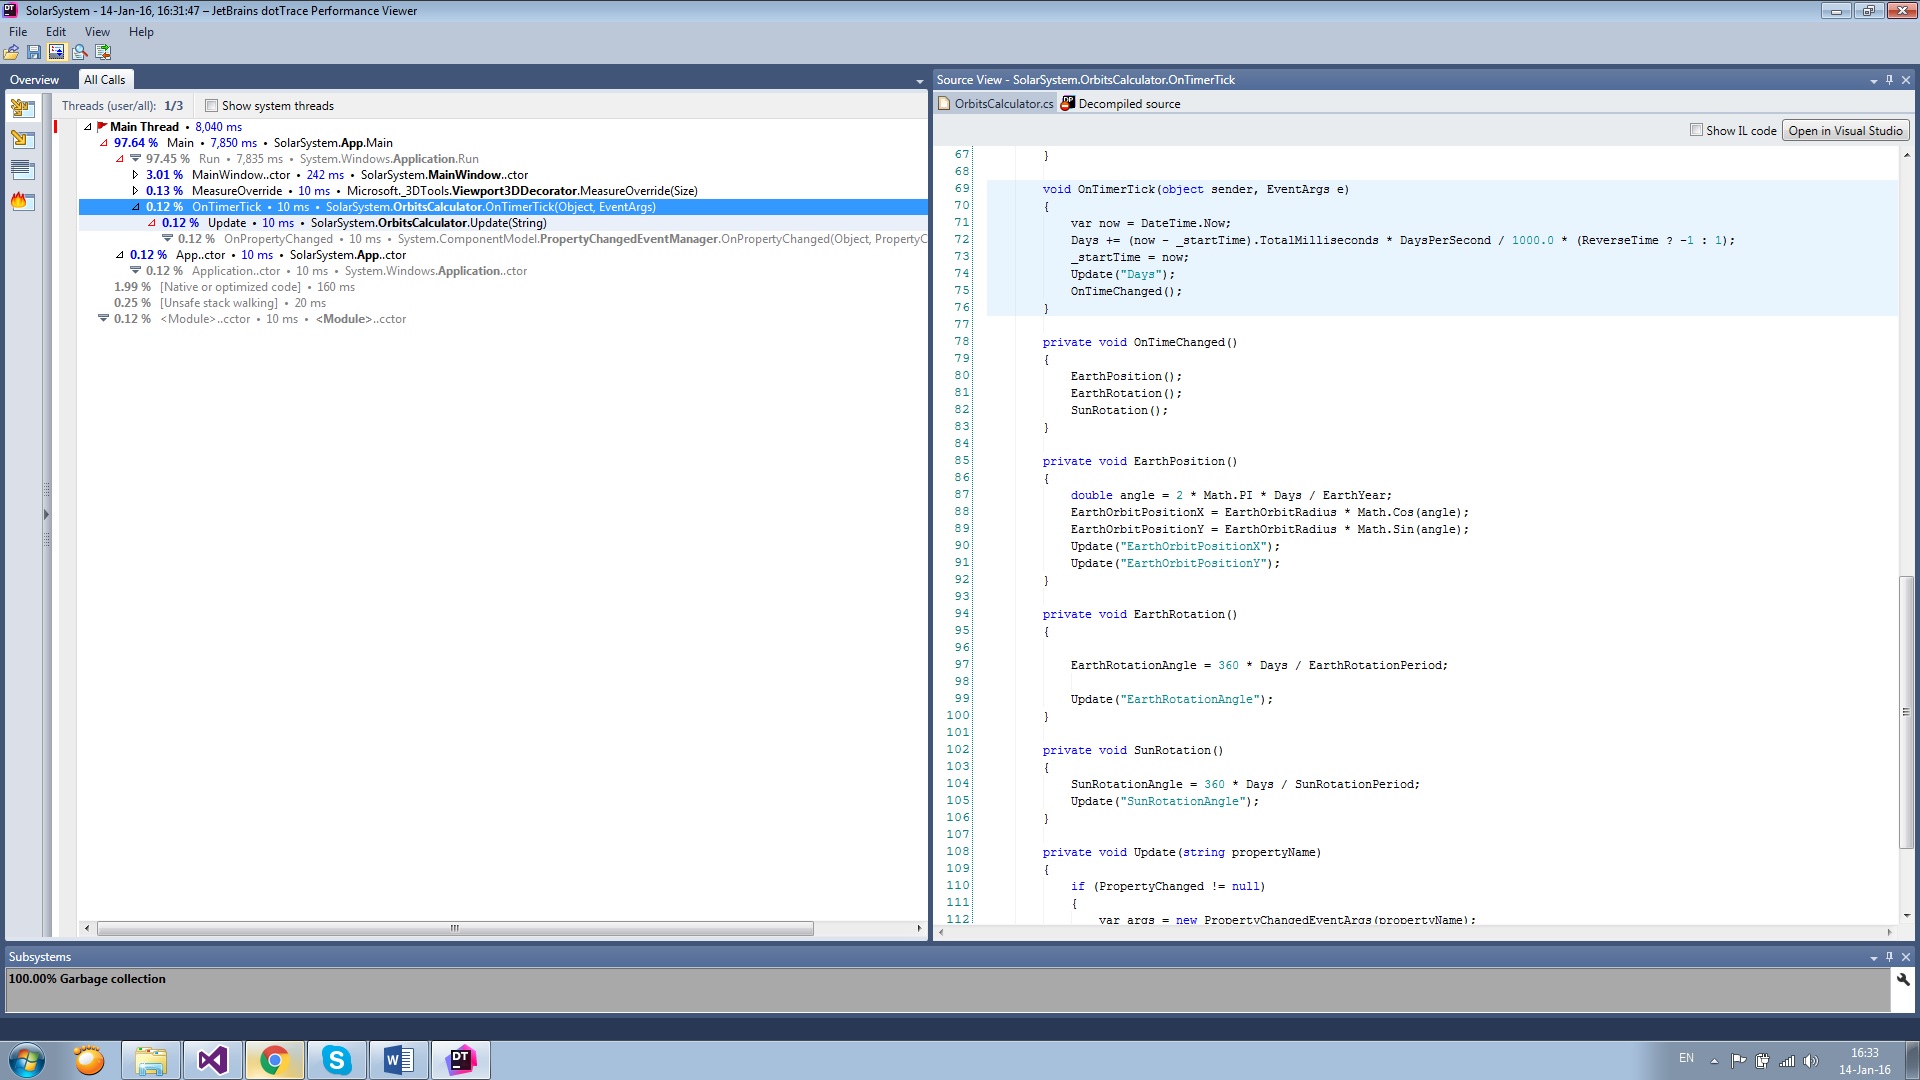 SolarSystem - 14-Jan-16, 16:31:47 – JetBrains dotTrace Performance Viewer
File Edit View Help
Overview All Calls
Threads (user/all): 1/3 Show system threads
Main Thread • 8,040 ms
97.64 % Main • 7,850 ms • SolarSystem.App.Main
97.45 % Run • 7,835 ms • System.Windows.Application.Run
3.01 % MainWindow..ctor • 242 ms • SolarSystem.MainWindow..ctor
0.13 % MeasureOverride • 10 ms • Microsoft._3DTools.Viewport3DDecorator.MeasureOverride(Size)
0.12 % OnTimerTick • 10 ms • SolarSystem.OrbitsCalculator.OnTimerTick(Object, EventArgs)
0.12 % Update • 10 ms • SolarSystem.OrbitsCalculator.Update(String)
0.12 % OnPropertyChanged • 10 ms • System.ComponentModel.PropertyChangedEventManager.OnPropertyChanged(Object, PropertyC
0.12 % App..ctor • 10 ms • SolarSystem.App..ctor
0.12 % Application..ctor • 10 ms • System.Windows.Application..ctor
1.99 % [Native or optimized code] • 160 ms
0.25 % [Unsafe stack walking] • 20 ms
0.12 % <Module>..cctor • 10 ms • <Module>..cctor
Source View - SolarSystem.OrbitsCalculator.OnTimerTick
OrbitsCalculator.cs Decompiled source
Show IL code Open in Visual Studio
67 }
68
69 void OnTimerTick(object sender, EventArgs e)
70 {
71 var now = DateTime.Now;
72 Days += (now - _startTime).TotalMilliseconds * DaysPerSecond / 1000.0 * (ReverseTime ? -1 : 1);
73 _startTime = now;
74 Update("Days");
75 OnTimeChanged();
76 }
77
78 private void OnTimeChanged()
79 {
80 EarthPosition();
81 EarthRotation();
82 SunRotation();
83 }
84
85 private void EarthPosition()
86 {
87 double angle = 2 * Math.PI * Days / EarthYear;
88 EarthOrbitPositionX = EarthOrbitRadius * Math.Cos(angle);
89 EarthOrbitPositionY = EarthOrbitRadius * Math.Sin(angle);
90 Update("EarthOrbitPositionX");
91 Update("EarthOrbitPositionY");
92 }
93
94 private void EarthRotation()
95 {
96
97 EarthRotationAngle = 360 * Days / EarthRotationPeriod;
98
99 Update("EarthRotationAngle");
100 }
101
102 private void SunRotation()
103 {
104 SunRotationAngle = 360 * Days / SunRotationPeriod;
105 Update("SunRotationAngle");
106 }
107
108 private void Update(string propertyName)
109 {
110 if (PropertyChanged != null)
111 {
112 var args = new PropertyChangedEventArgs(propertyName);
Subsystems
100.00% Garbage collection
DT
EN 16:33
14-Jan-16